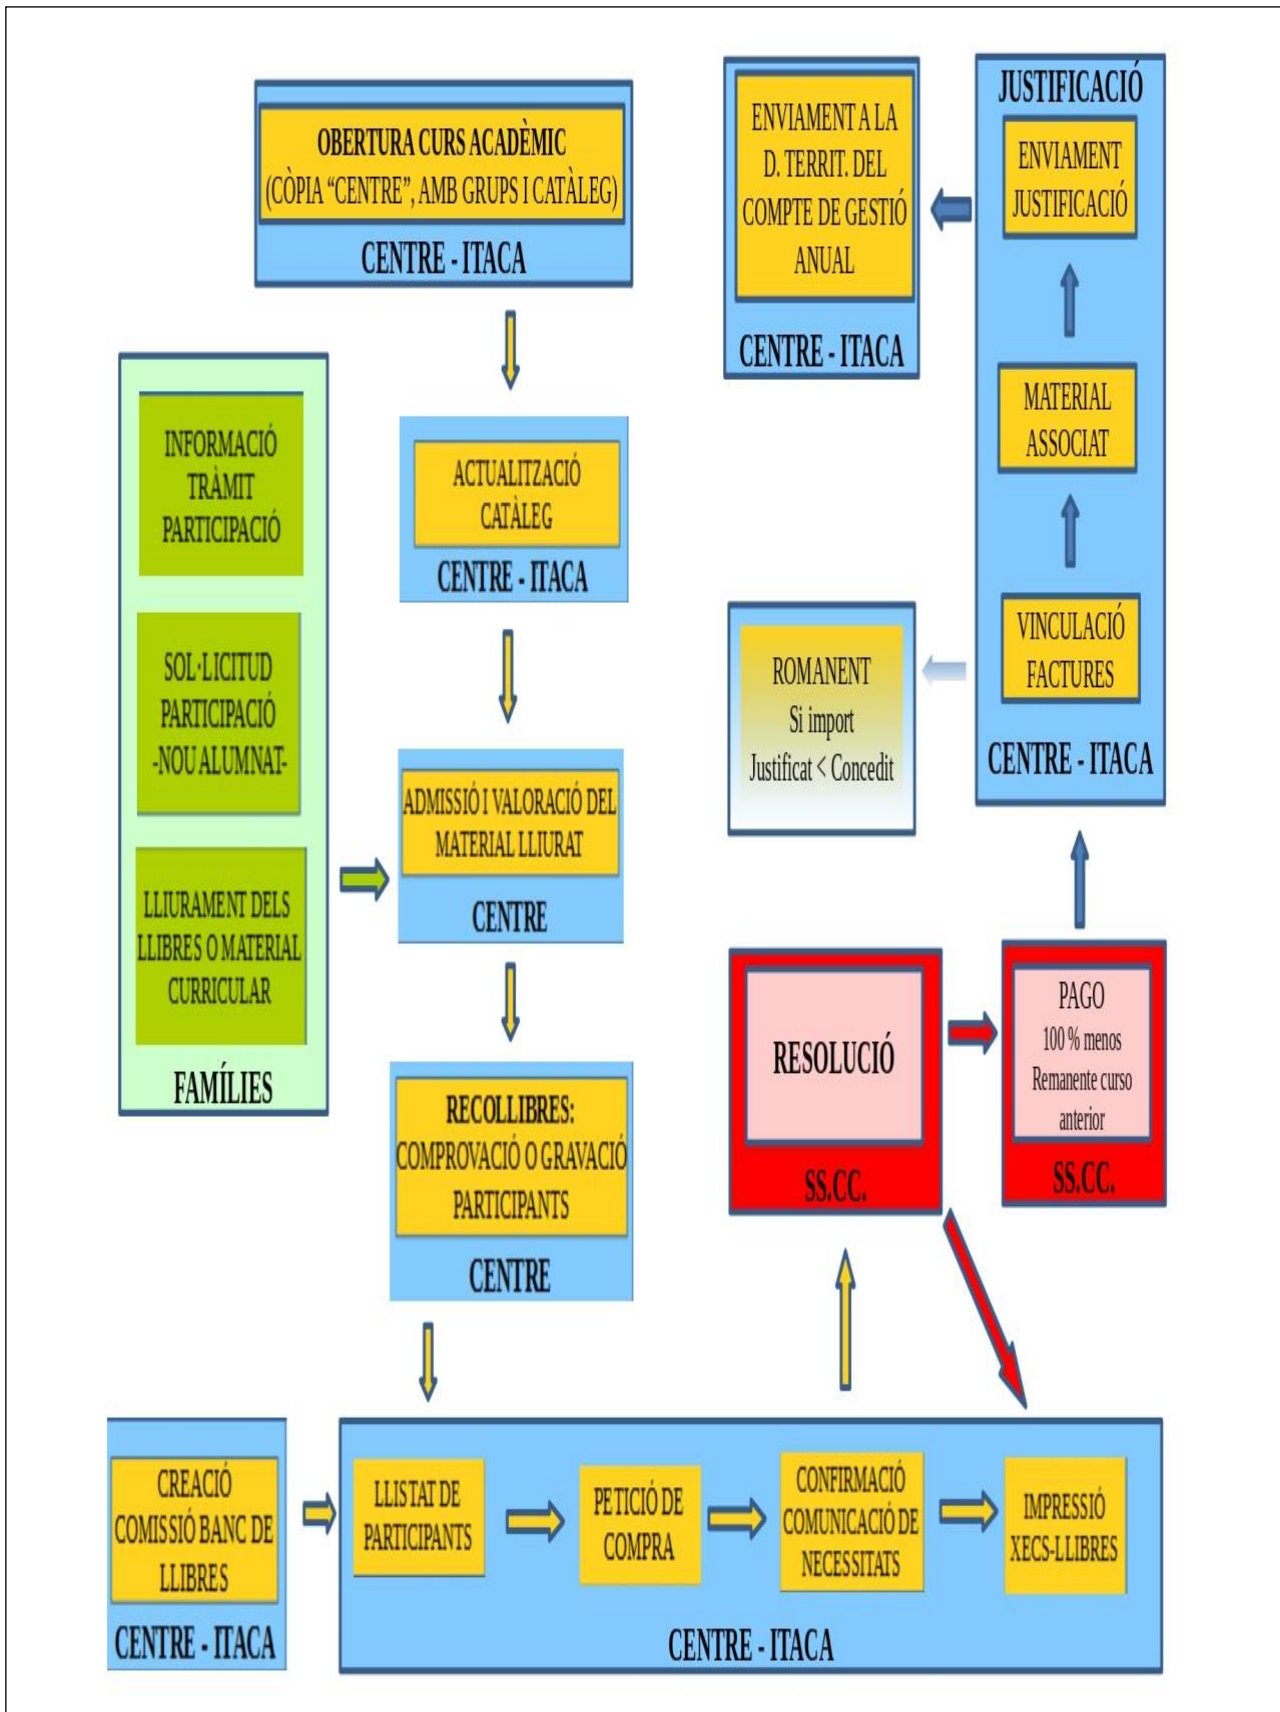 OBERTURA CURS ACADÈMIC
(CÒPIA “CENTRE”, AMB GRUPS I CATÀLEG)
CENTRE - ITACA
INFORMACIÓ
TRÀMIT
PARTICIPACIÓ
SOL·LICITUD
PARTICIPACIÓ
-NOU ALUMNAT-
LLIURAMENT DELS
LLIBRES O MATERIAL
CURRICULAR
FAMÍLIES
ACTUALITZACIÓ
CATÀLEG
CENTRE - ITACA
ADMISSIÓ I VALORACIÓ DEL
MATERIAL LLIURAT
CENTRE
RECOLLIBRES:
COMPROVACIÓ O GRAVACIÓ
PARTICIPANTS
CENTRE
CREACIÓ
COMISSIÓ BANC DE
LLIBRES
CENTRE - ITACA
LLISTAT DE
PARTICIPANTS
PETICIÓ DE
COMPRA
CONFIRMACIÓ
COMUNICACIÓ DE
NECESSITATS
IMPRESSIÓ
XECS-LLIBRES
CENTRE - ITACA
RESOLUCIÓ
SS.CC.
PAGO
100 % menos
Remanente curso
anterior
SS.CC.
JUSTIFICACIÓ
ENVIAMENT
JUSTIFICACIÓ
MATERIAL
ASSOCIAT
VINCULACIÓ
FACTURES
CENTRE - ITACA
ROMANENT
Si import
Justificat < Concedit
ENVIAMENT A LA
D. TERRIT. DEL
COMPTE DE GESTIÓ
ANUAL
CENTRE - ITACA